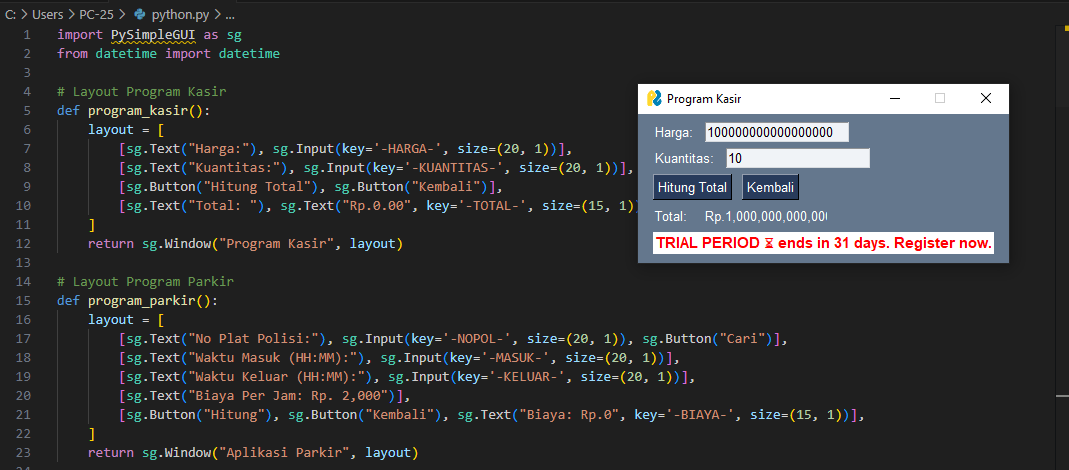 C: > Users > PC-25 > python.py > ...
1 import PySimpleGUI as sg
2 from datetime import datetime
3
4 # Layout Program Kasir
5 def program_kasir():
6 layout = [
7 [sg.Text("Harga:"), sg.Input(key='-HARGA-', size=(20, 1))],
8 [sg.Text("Kuantitas:"), sg.Input(key='-KUANTITAS-', size=(20, 1))],
9 [sg.Button("Hitung Total"), sg.Button("Kembali")],
10 [sg.Text("Total: "), sg.Text("Rp.0.00", key='-TOTAL-', size=(15, 1)
11 ]
12 return sg.Window("Program Kasir", layout)
13
14 # Layout Program Parkir
15 def program_parkir():
16 layout = [
17 [sg.Text("No Plat Polisi:"), sg.Input(key='-NOPOL-', size=(20, 1)), sg.Button("Cari")],
18 [sg.Text("Waktu Masuk (HH:MM):"), sg.Input(key='-MASUK-', size=(20, 1))],
19 [sg.Text("Waktu Keluar (HH:MM):"), sg.Input(key='-KELUAR-', size=(20, 1))],
20 [sg.Text("Biaya Per Jam: Rp. 2,000")],
21 [sg.Button("Hitung"), sg.Button("Kembali"), sg.Text("Biaya: Rp.0", key='-BIAYA-', size=(15, 1))],
22 ]
23 return sg.Window("Aplikasi Parkir", layout)
Program Kasir
Harga: 100000000000000000
Kuantitas: 10
Hitung Total Kembali
Total: Rp.1,000,000,000,00
TRIAL PERIOD ⌛ ends in 31 days. Register now.